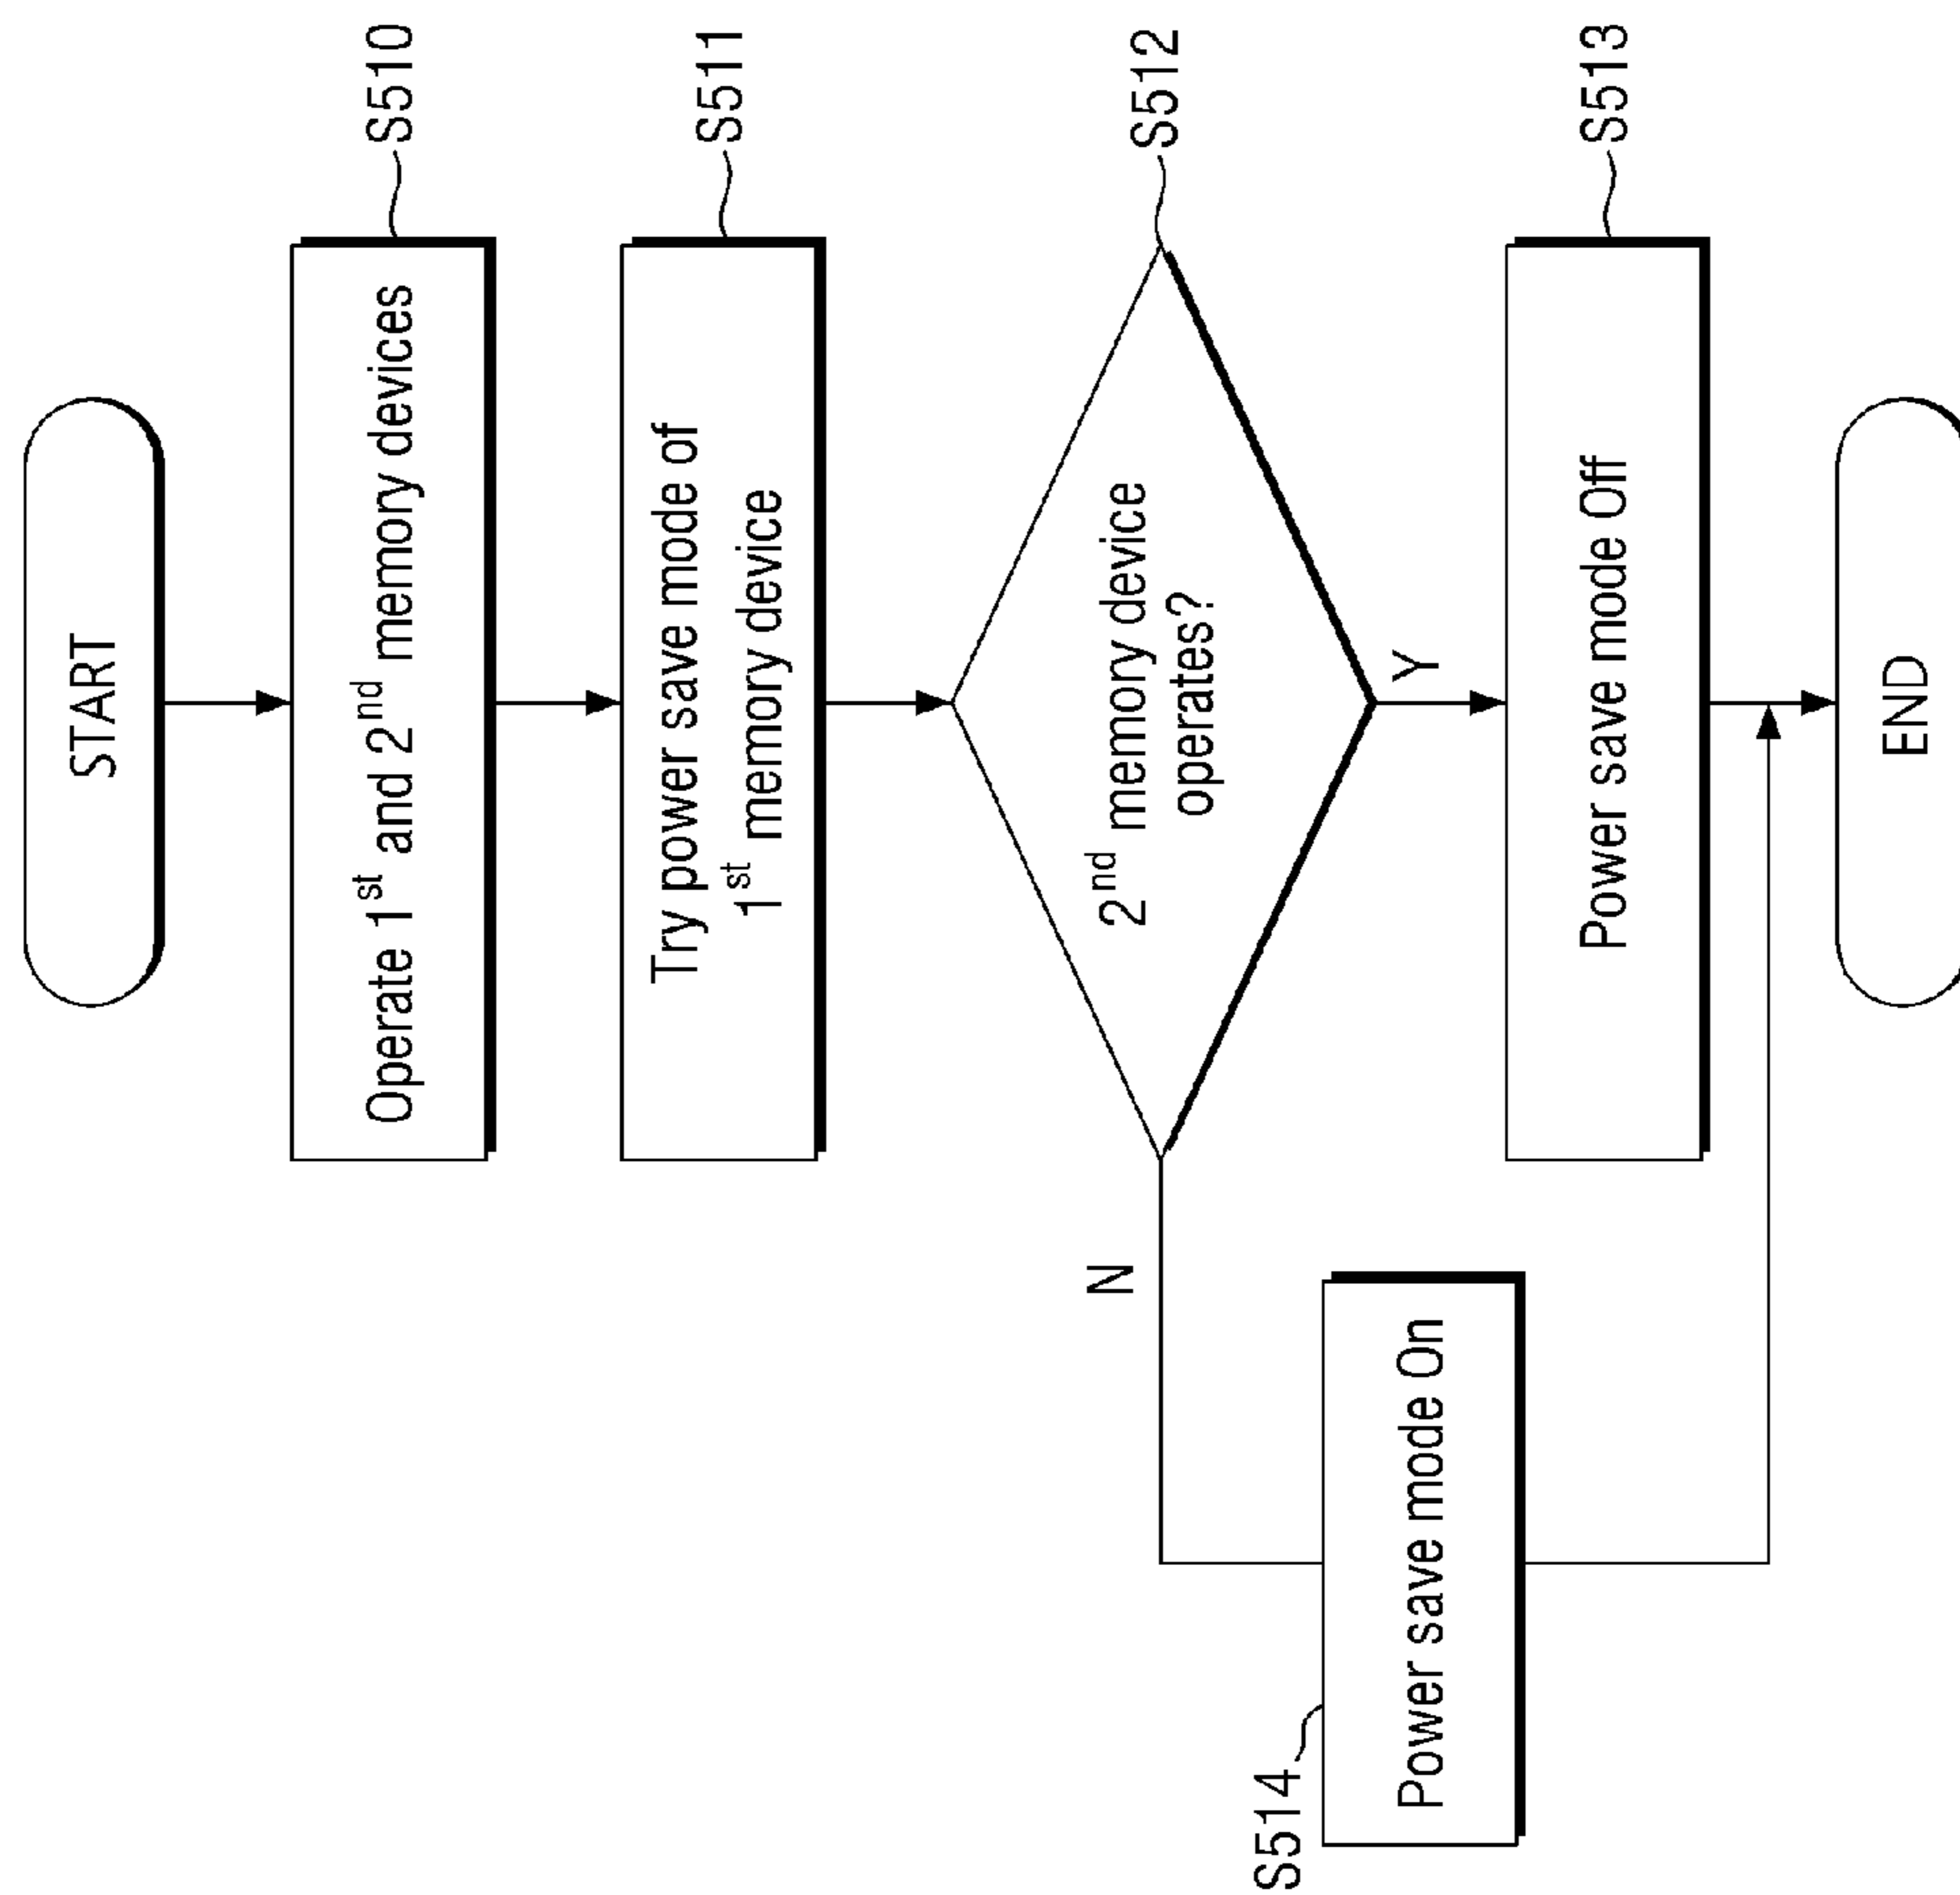 START
Operate 1st and 2nd memory devices
S510
Try power save mode of
1st memory device
S511
2nd memory device
operates?
S512
N
Y
Power save mode On
S514
Power save mode Off
S513
END